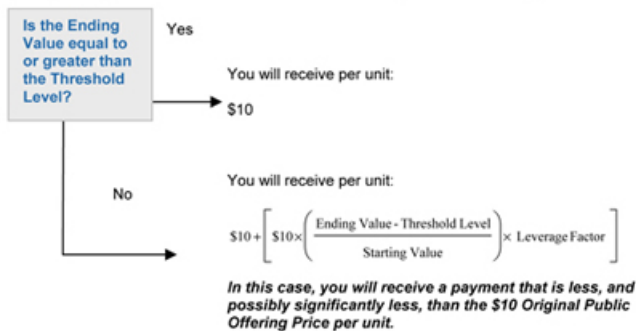 Is the Ending
Value equal to
or greater than
the Threshold
Level?
Yes
You will receive per unit:
$10
No
You will receive per unit:
$10 + [ $10 × ( Ending Value - Threshold Level / Starting Value ) × Leverage Factor ]
In this case, you will receive a payment that is less, and
possibly significantly less, than the $10 Original Public
Offering Price per unit.